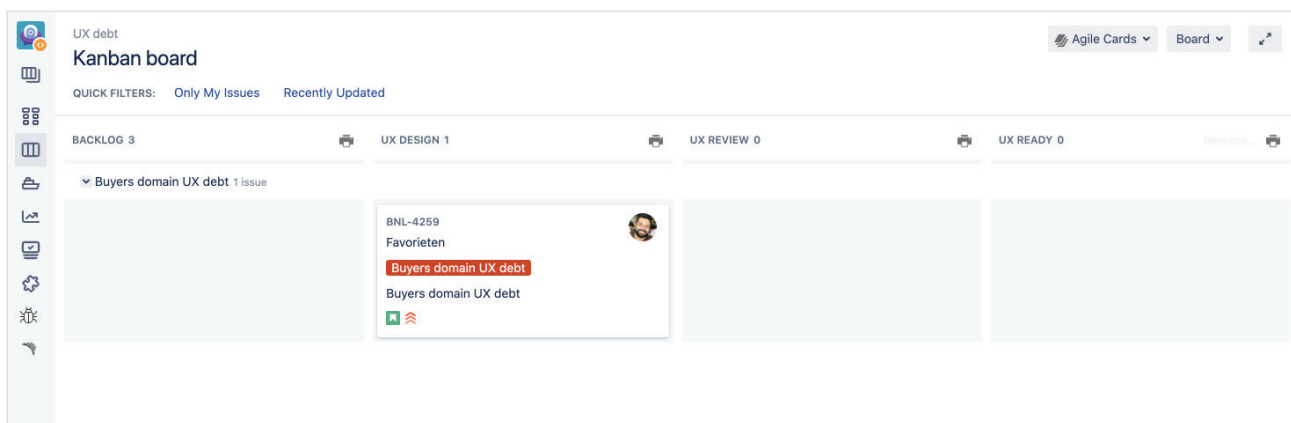 UX debt
Kanban board
Agile Cards
Board
QUICK FILTERS: Only My Issues Recently Updated
BACKLOG 3
UX DESIGN 1
UX REVIEW 0
UX READY 0
Release...
Buyers domain UX debt 1 issue
BNL-4259
Favorieten
Buyers domain UX debt
Buyers domain UX debt